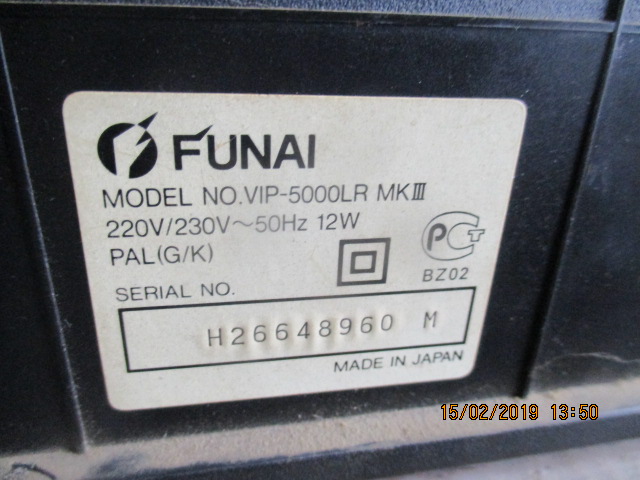 FUNAI
MODEL NO.VIP-5000LR MKIII
220V/230V~50Hz 12W
PAL(G/K)
BZ02
SERIAL NO.
H26648960 M
MADE IN JAPAN
15/02/2019 13:50